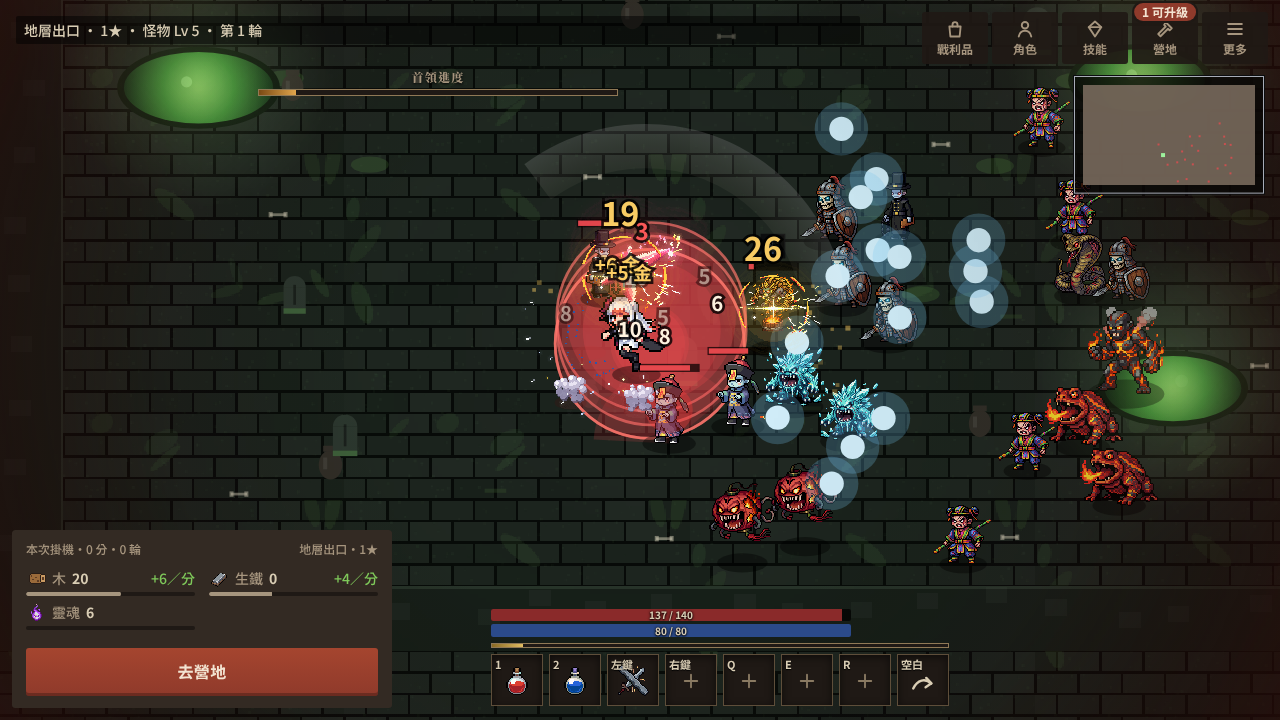 地層出口 · 1★ · 怪物 Lv 5 · 第 1 輪
1 可升級
戰利品
角色
技能
營地
更多
首領進度
19
3
26
+5 金
5
6
8
5
10
8
本次掛機 · 0 分 · 0 輪
地層出口 · 1★
木 20
+6／分
生鐵 0
+4／分
靈魂 6
去營地
137 / 140
80 / 80
1
2
左鍵
右鍵
Q
E
R
空白